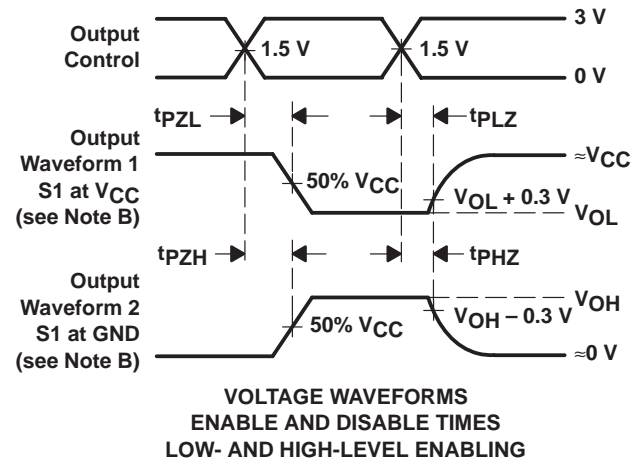 Output
Control
1.5 V
1.5 V
3 V
0 V
tPZL
tPLZ
Output
Waveform 1
S1 at VCC
(see Note B)
50% VCC
VOL + 0.3 V
≈VCC
VOL
tPZH
tPHZ
Output
Waveform 2
S1 at GND
(see Note B)
50% VCC
VOH – 0.3 V
VOH
≈0 V
VOLTAGE WAVEFORMS
ENABLE AND DISABLE TIMES
LOW- AND HIGH-LEVEL ENABLING